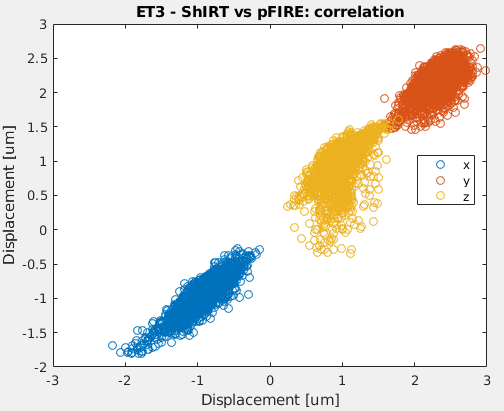 ET3 - ShIRT vs pFIRE: correlation
3
2.5
2
1.5
1
0.5
0
-0.5
-1
-1.5
-2
Displacement [um]
x
y
z
-3 -2 -1 0 1 2 3
Displacement [um]